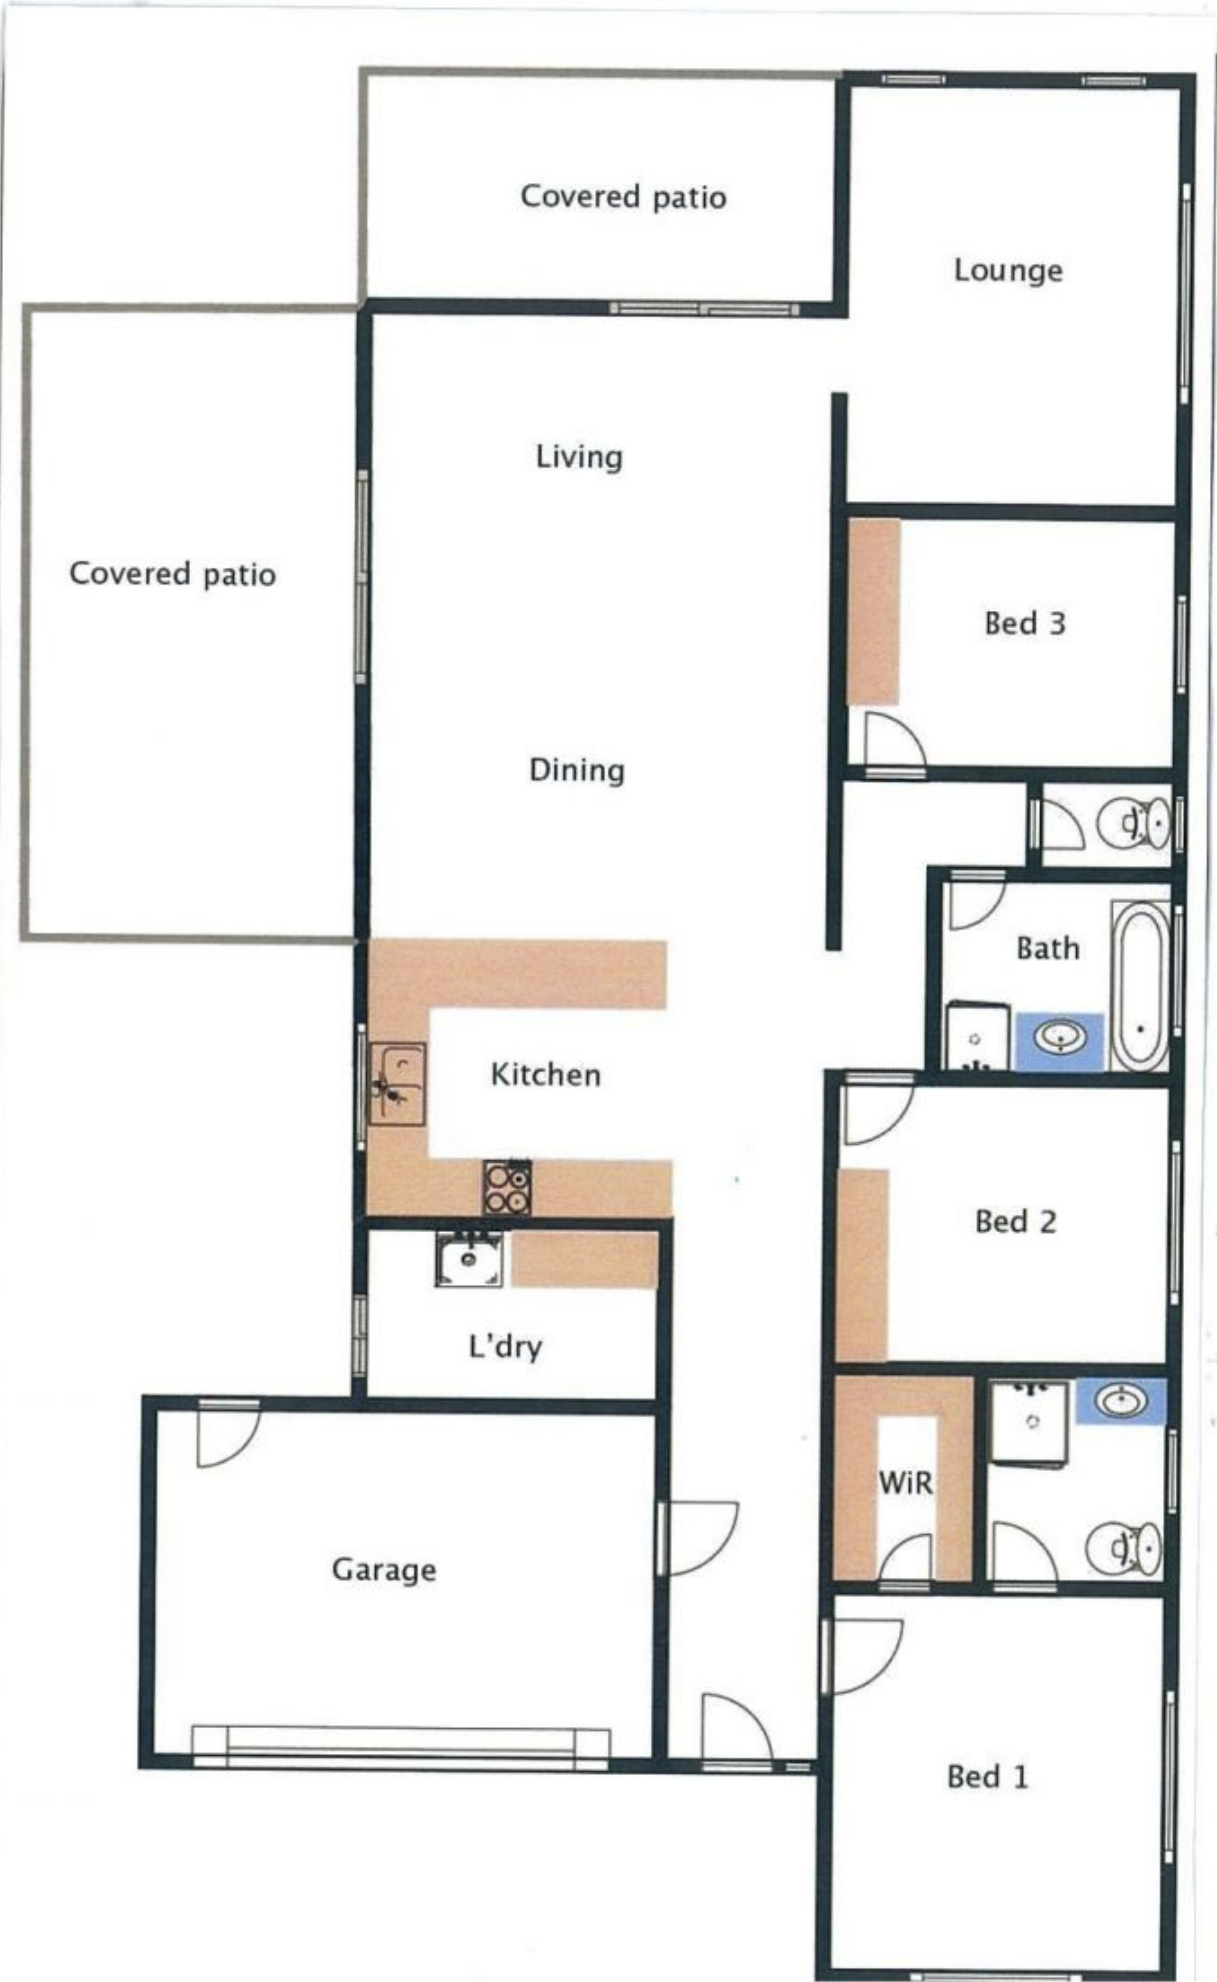 Covered patio
Lounge
Living
Covered patio
Bed 3
Dining
Bath
Kitchen
Bed 2
L'dry
WiR
Garage
Bed 1